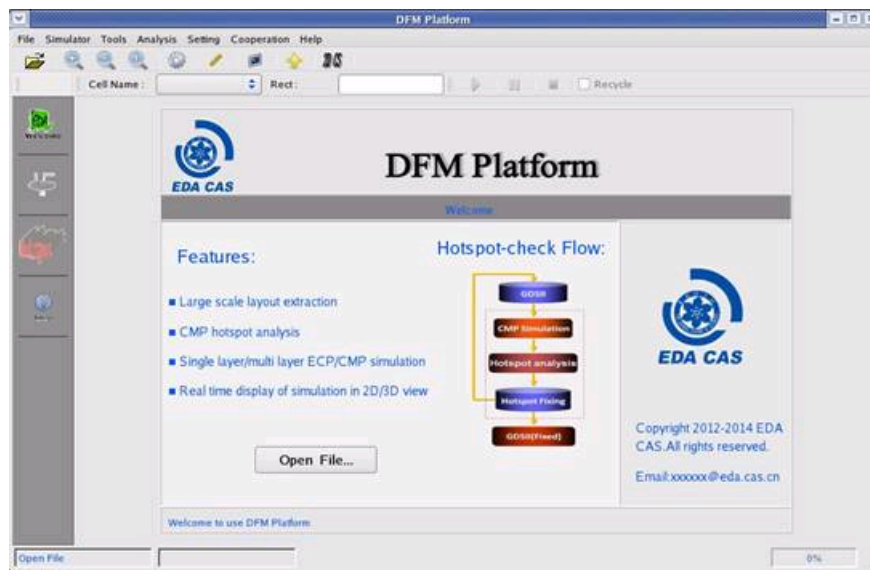 DFM Platform
File Simulator Tools Analysis Setting Cooperation Help
Cell Name : Rect: Recycle
EDA CAS
DFM Platform
Welcome
Features:
Large scale layout extraction
CMP hotspot analysis
Single layer/multi layer ECP/CMP simulation
Real time display of simulation in 2D/3D view
Open File...
Hotspot-check Flow:
GDSII
CMP Simulation
Hotspot analysis
Hotspot Fixing
GDSII(Fixed)
EDA CAS
Copyright 2012-2014 EDA
CAS.All rights reserved.
Email:xxxxxx@eda.cas.cn
Welcome to use DFM Platform
Open File
0%